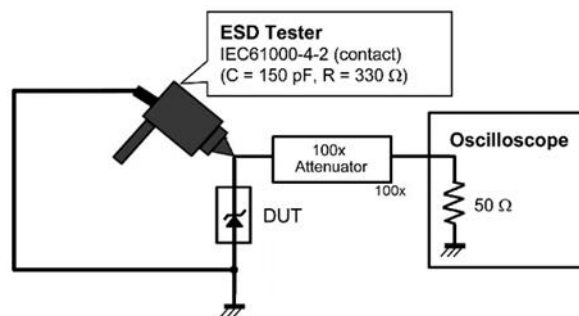 ESD Tester
IEC61000-4-2 (contact)
(C = 150 pF, R = 330 Ω)
100x
Attenuator
100x
Oscilloscope
50 Ω
DUT